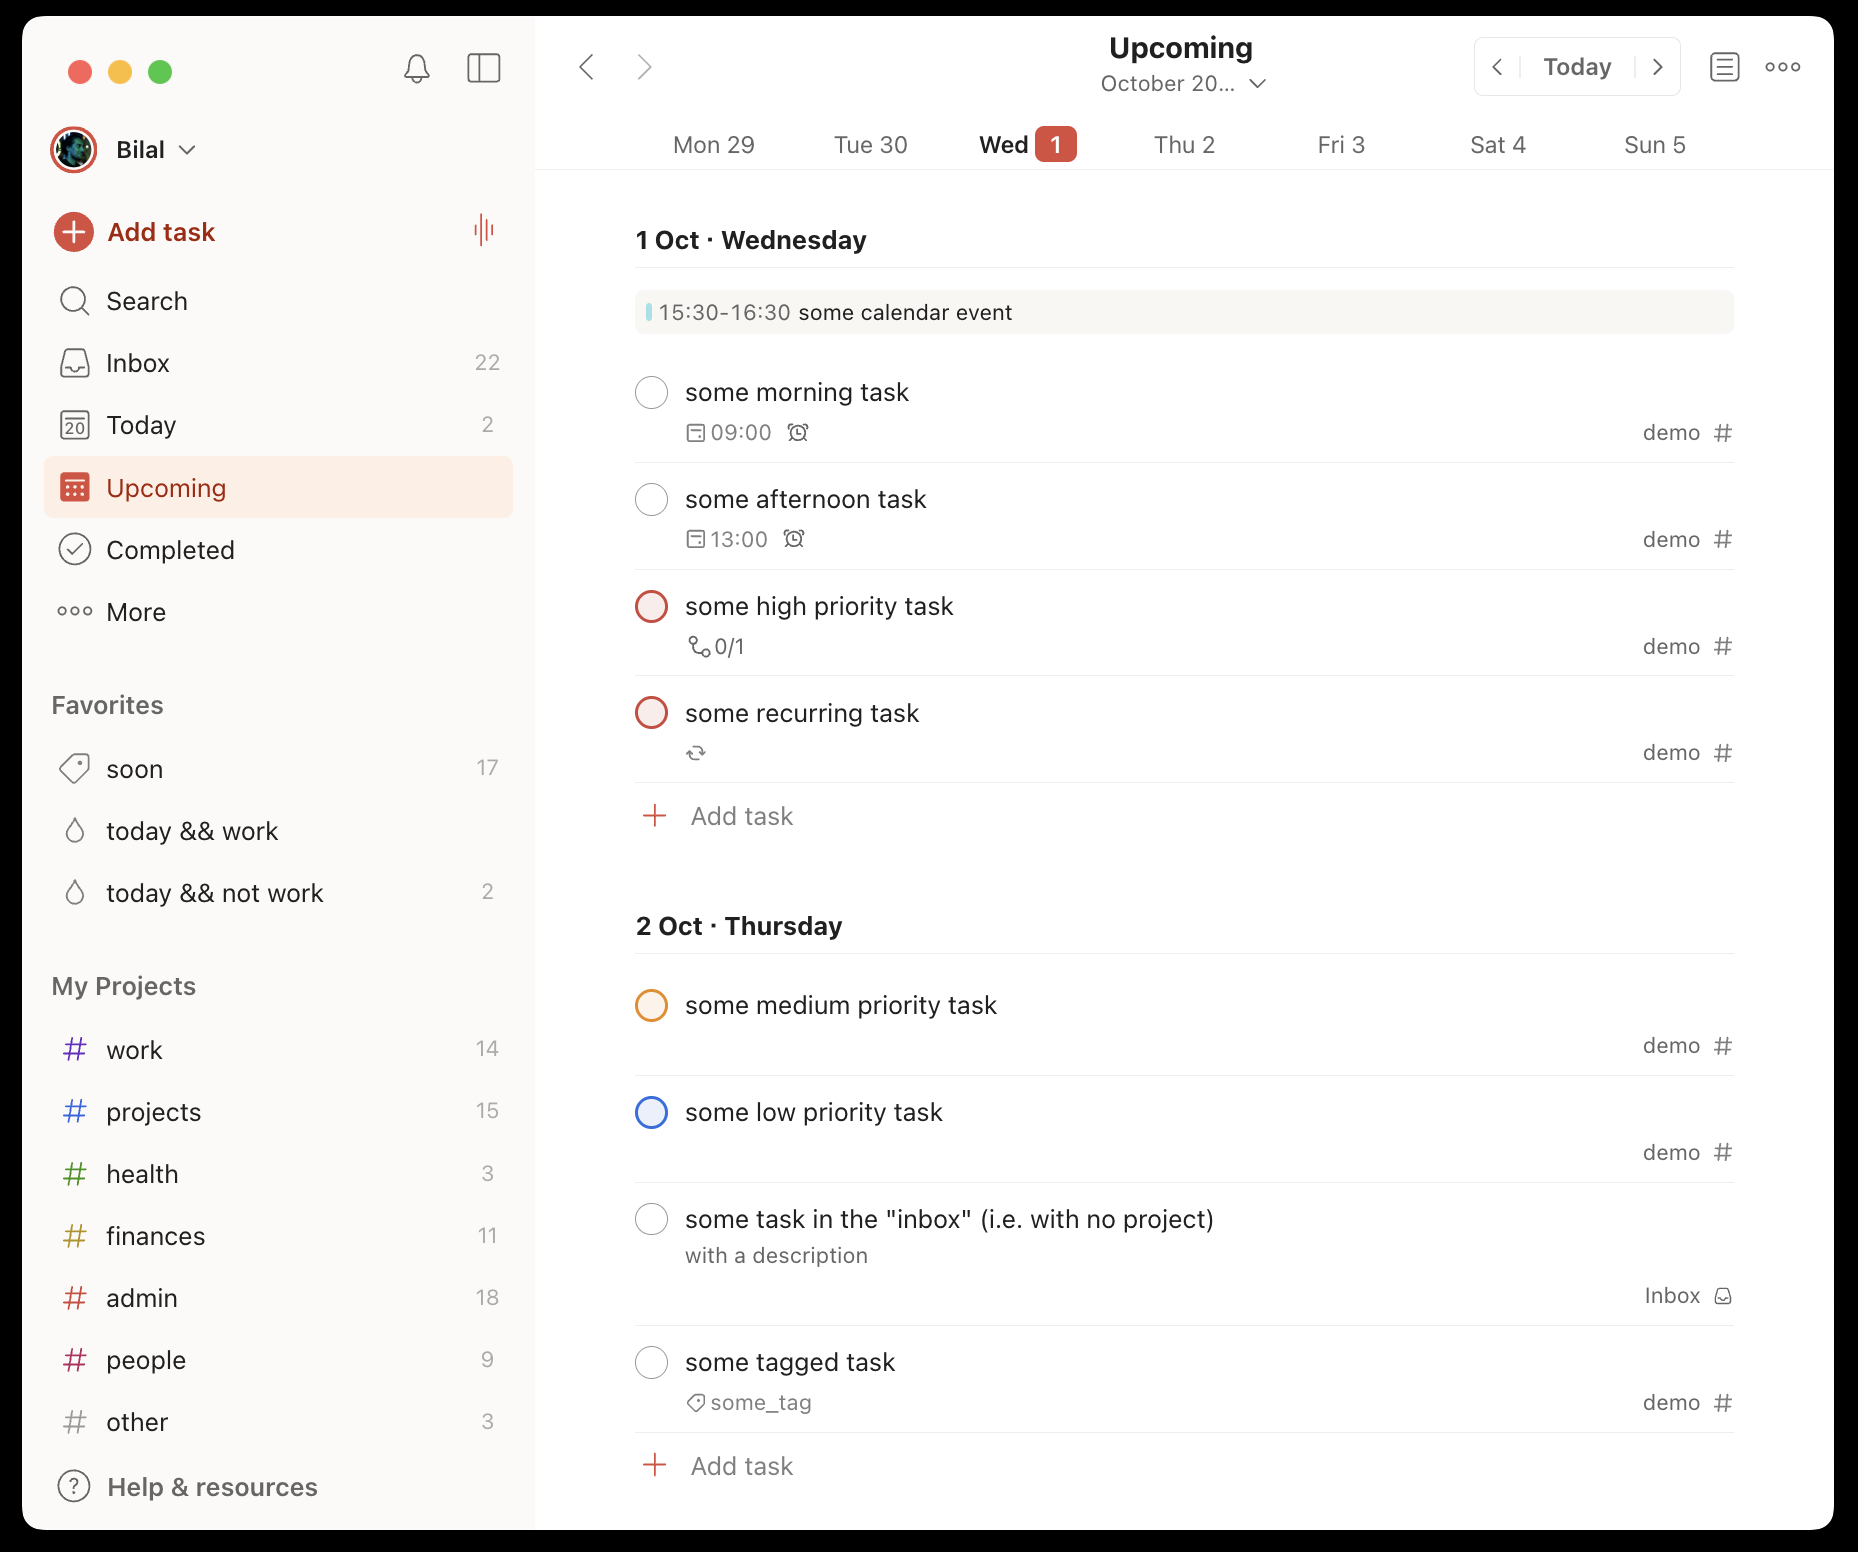 Bilal
Add task
Search
Inbox 22
20 Today 2
Upcoming
Completed
More
Favorites
soon 17
today && work
today && not work 2
My Projects
# work 14
# projects 15
# health 3
# finances 11
# admin 18
# people 9
# other 3
? Help & resources
Upcoming
October 20...
Today
Mon 29 Tue 30 Wed 1 Thu 2 Fri 3 Sat 4 Sun 5
1 Oct · Wednesday
15:30-16:30 some calendar event
some morning task
09:00 demo #
some afternoon task
13:00 demo #
some high priority task
0/1 demo #
some recurring task
demo #
Add task
2 Oct · Thursday
some medium priority task
demo #
some low priority task
demo #
some task in the "inbox" (i.e. with no project)
with a description
Inbox
some tagged task
some_tag demo #
Add task